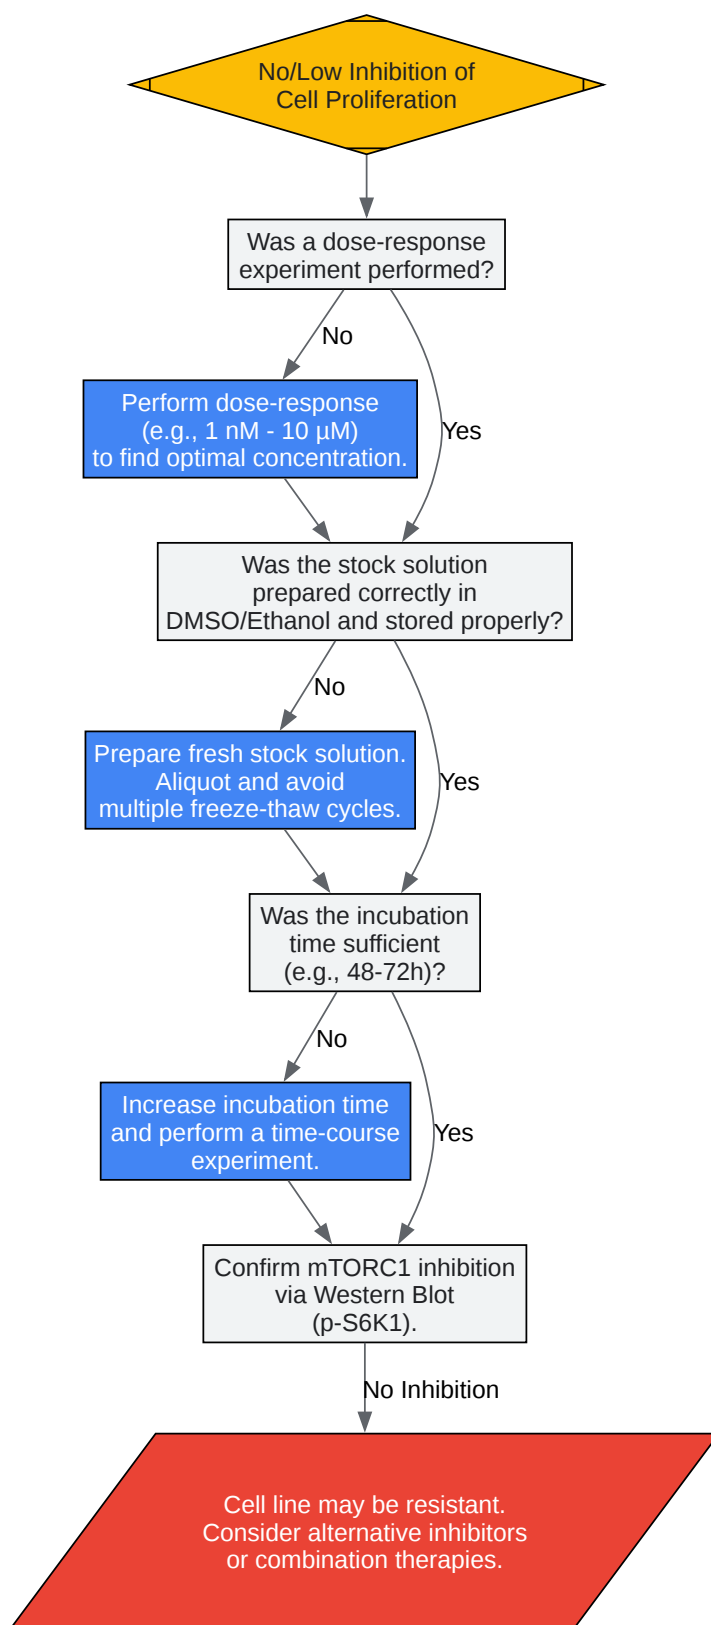 No/Low Inhibition of
Cell Proliferation
Was a dose-response
experiment performed?
No
Perform dose-response
(e.g., 1 nM - 10 µM)
to find optimal concentration.
Yes
Was the stock solution
prepared correctly in
DMSO/Ethanol and stored properly?
No
Prepare fresh stock solution.
Aliquot and avoid
multiple freeze-thaw cycles.
Yes
Was the incubation
time sufficient
(e.g., 48-72h)?
No
Increase incubation time
and perform a time-course
experiment.
Yes
Confirm mTORC1 inhibition
via Western Blot
(p-S6K1).
No Inhibition
Cell line may be resistant.
Consider alternative inhibitors
or combination therapies.